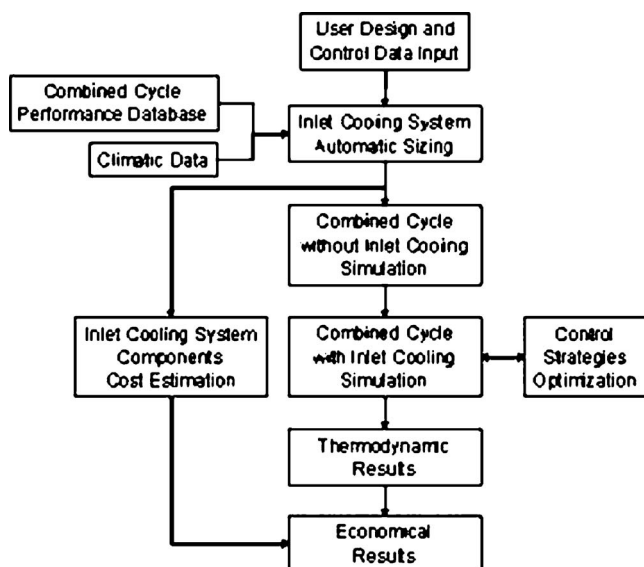 User Design and
Control Data Input
Combined Cycle
Performance Database
Climatic Data
Inlet Cooling System
Automatic Sizing
Combined Cycle
without Inlet Cooling
Simulation
Inlet Cooling System
Components
Cost Estimation
Combined Cycle
with Inlet Cooling
Simulation
Control
Strategies
Optimization
Thermodynamic
Results
Economical
Results